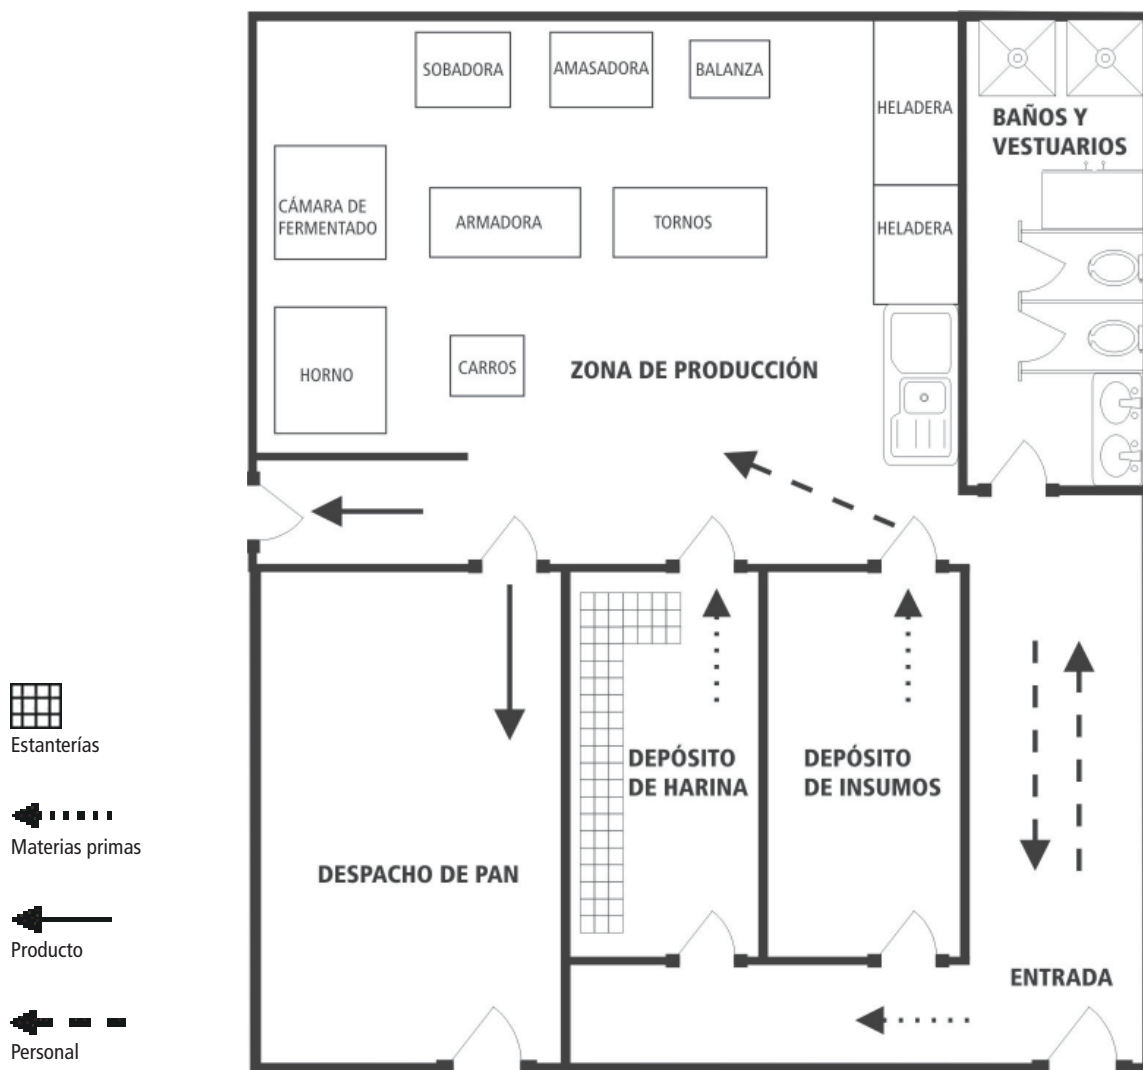 SOBADORA
AMASADORA
BALANZA
HELADERA
BAÑOS Y
VESTUARIOS
CÁMARA DE
FERMENTADO
ARMADORA
TORNOS
HELADERA
HORNO
CARROS
ZONA DE PRODUCCIÓN
DEPÓSITO
DE HARINA
DEPÓSITO
DE INSUMOS
DESPACHO DE PAN
ENTRADA
Estanterías
Materias primas
Producto
Personal